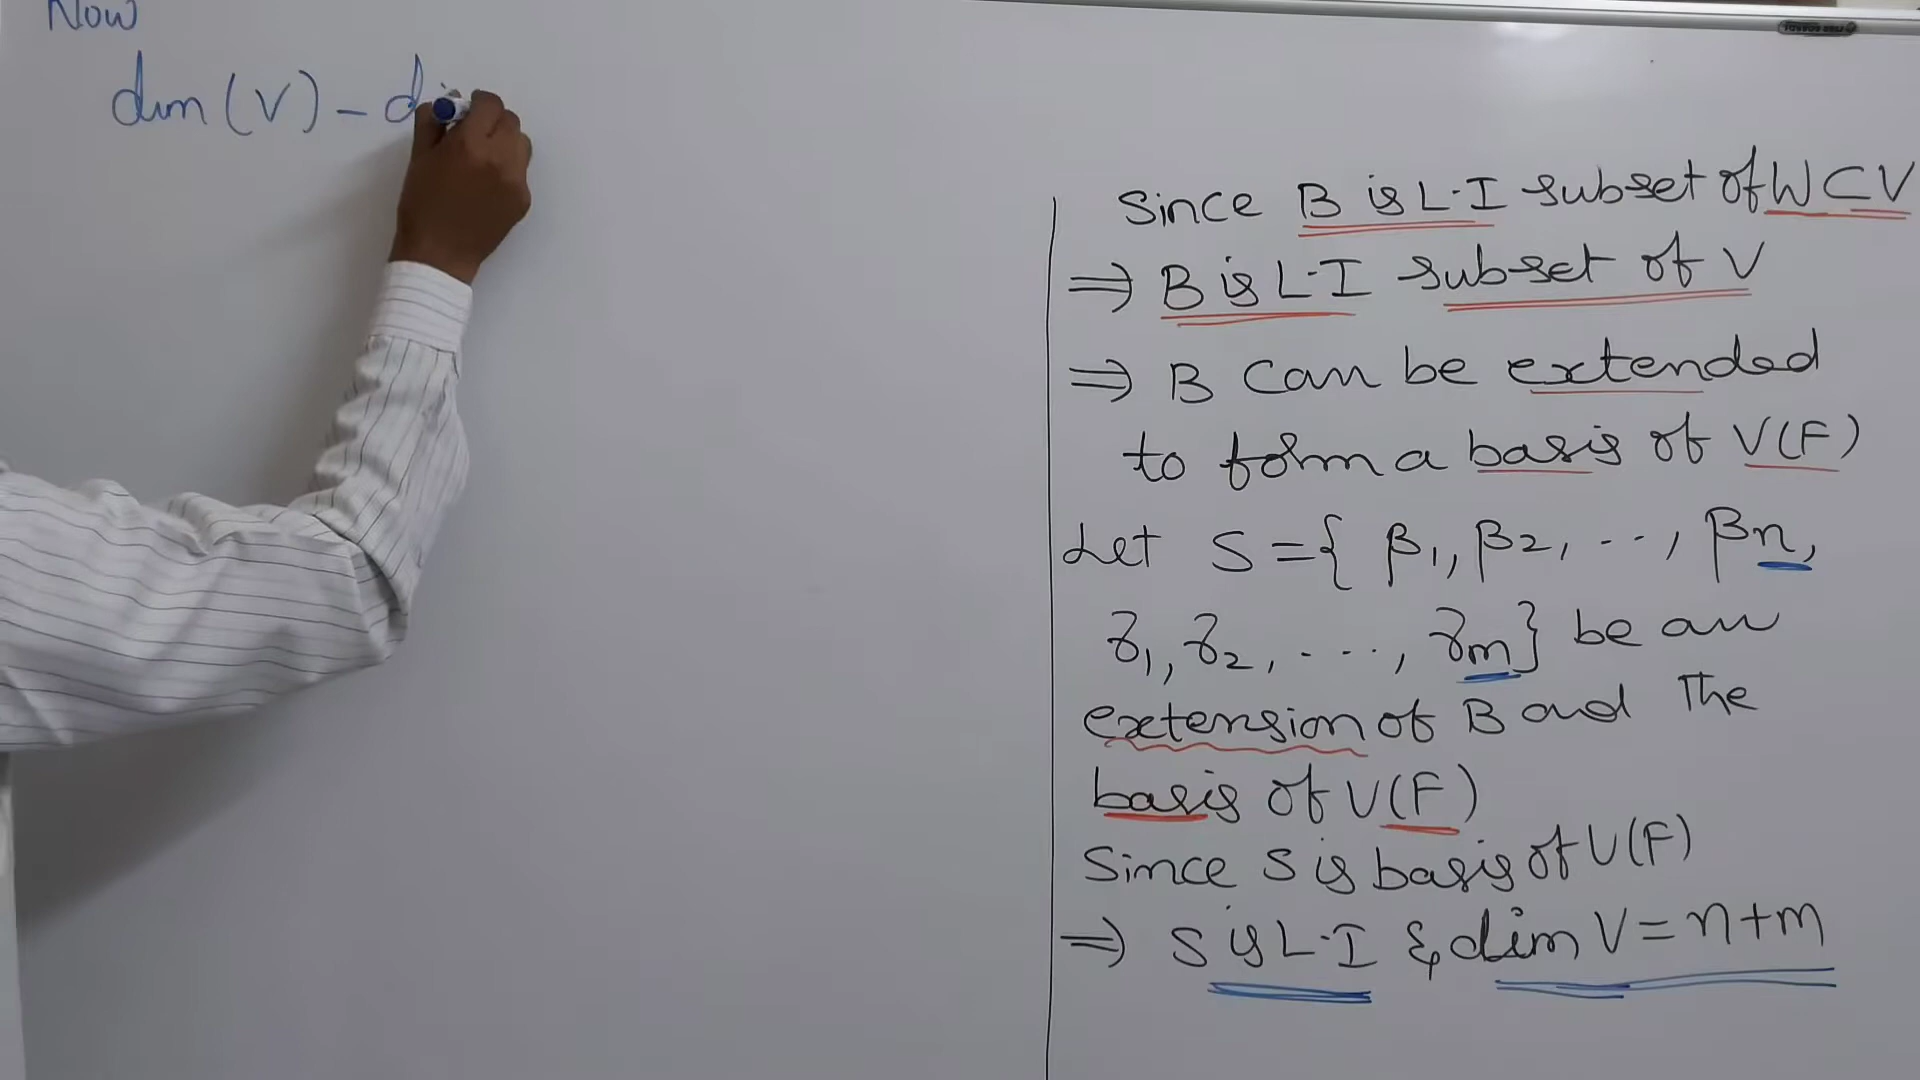 Now
dim (V) - di
Since B is L.I subset of W⊂V
⇒ B is L.I subset of V
⇒ B can be extended
to form a basis of V(F)
Let S={ β1, β2, ..., βn,
γ1, γ2, ...., γm} be an
extension of B and The
basis of V(F)
Since S is basis of V(F)
⇒ S is L.I & dim V = n+m